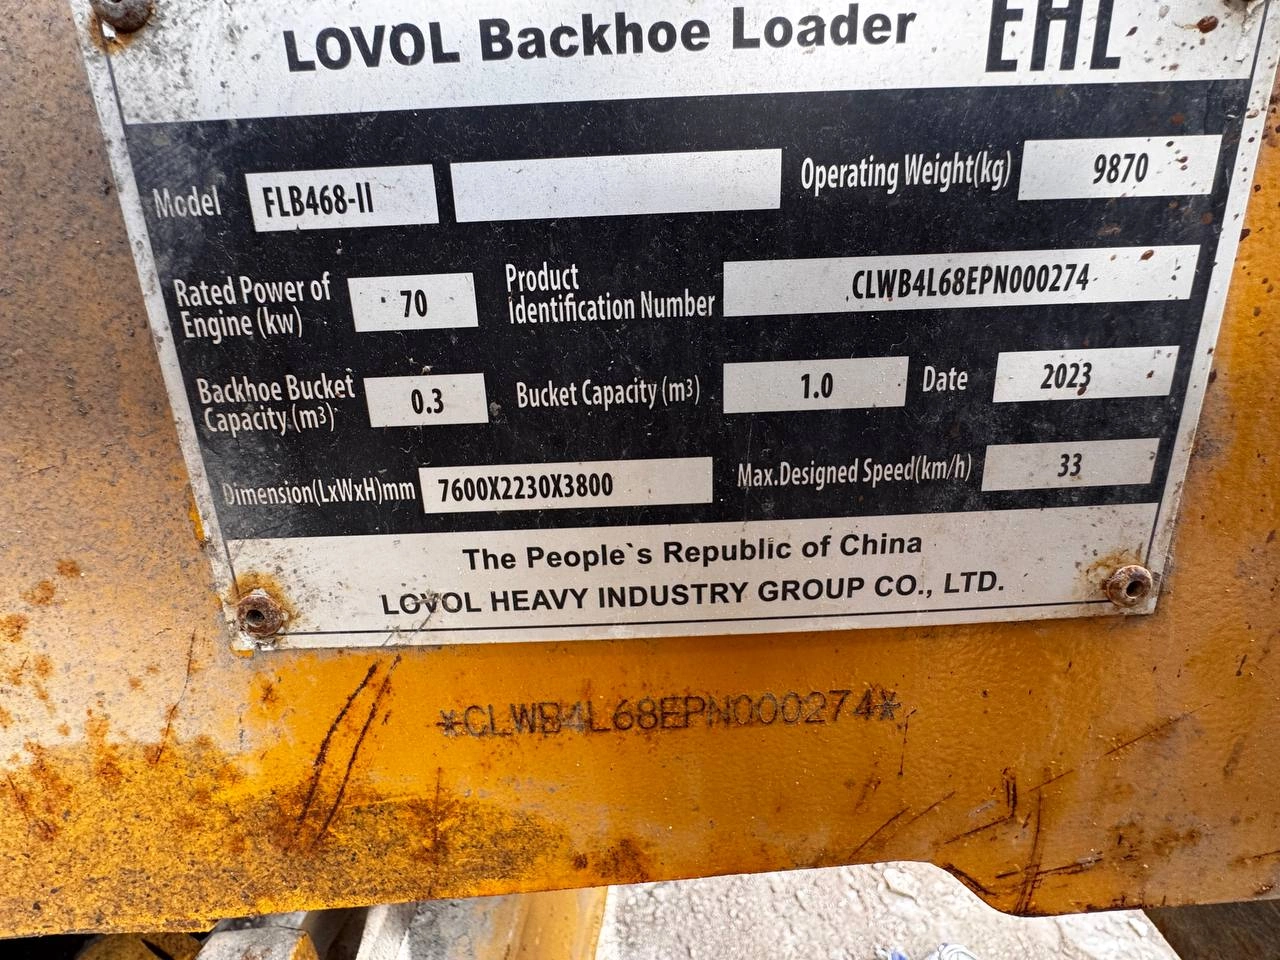 LOVOL Backhoe Loader EAC
Model FLB468-II Operating Weight(kg) 9870
Rated Power of Engine (kw) 70 Product Identification Number CLWB4L68EPN000274
Backhoe Bucket Capacity (m³) 0.3 Bucket Capacity (m³) 1.0 Date 2023
Dimension(LxWxH)mm 7600X2230X3800 Max.Designed Speed(km/h) 33
The People`s Republic of China
LOVOL HEAVY INDUSTRY GROUP CO., LTD.
*CLWB4L68EPN000274*